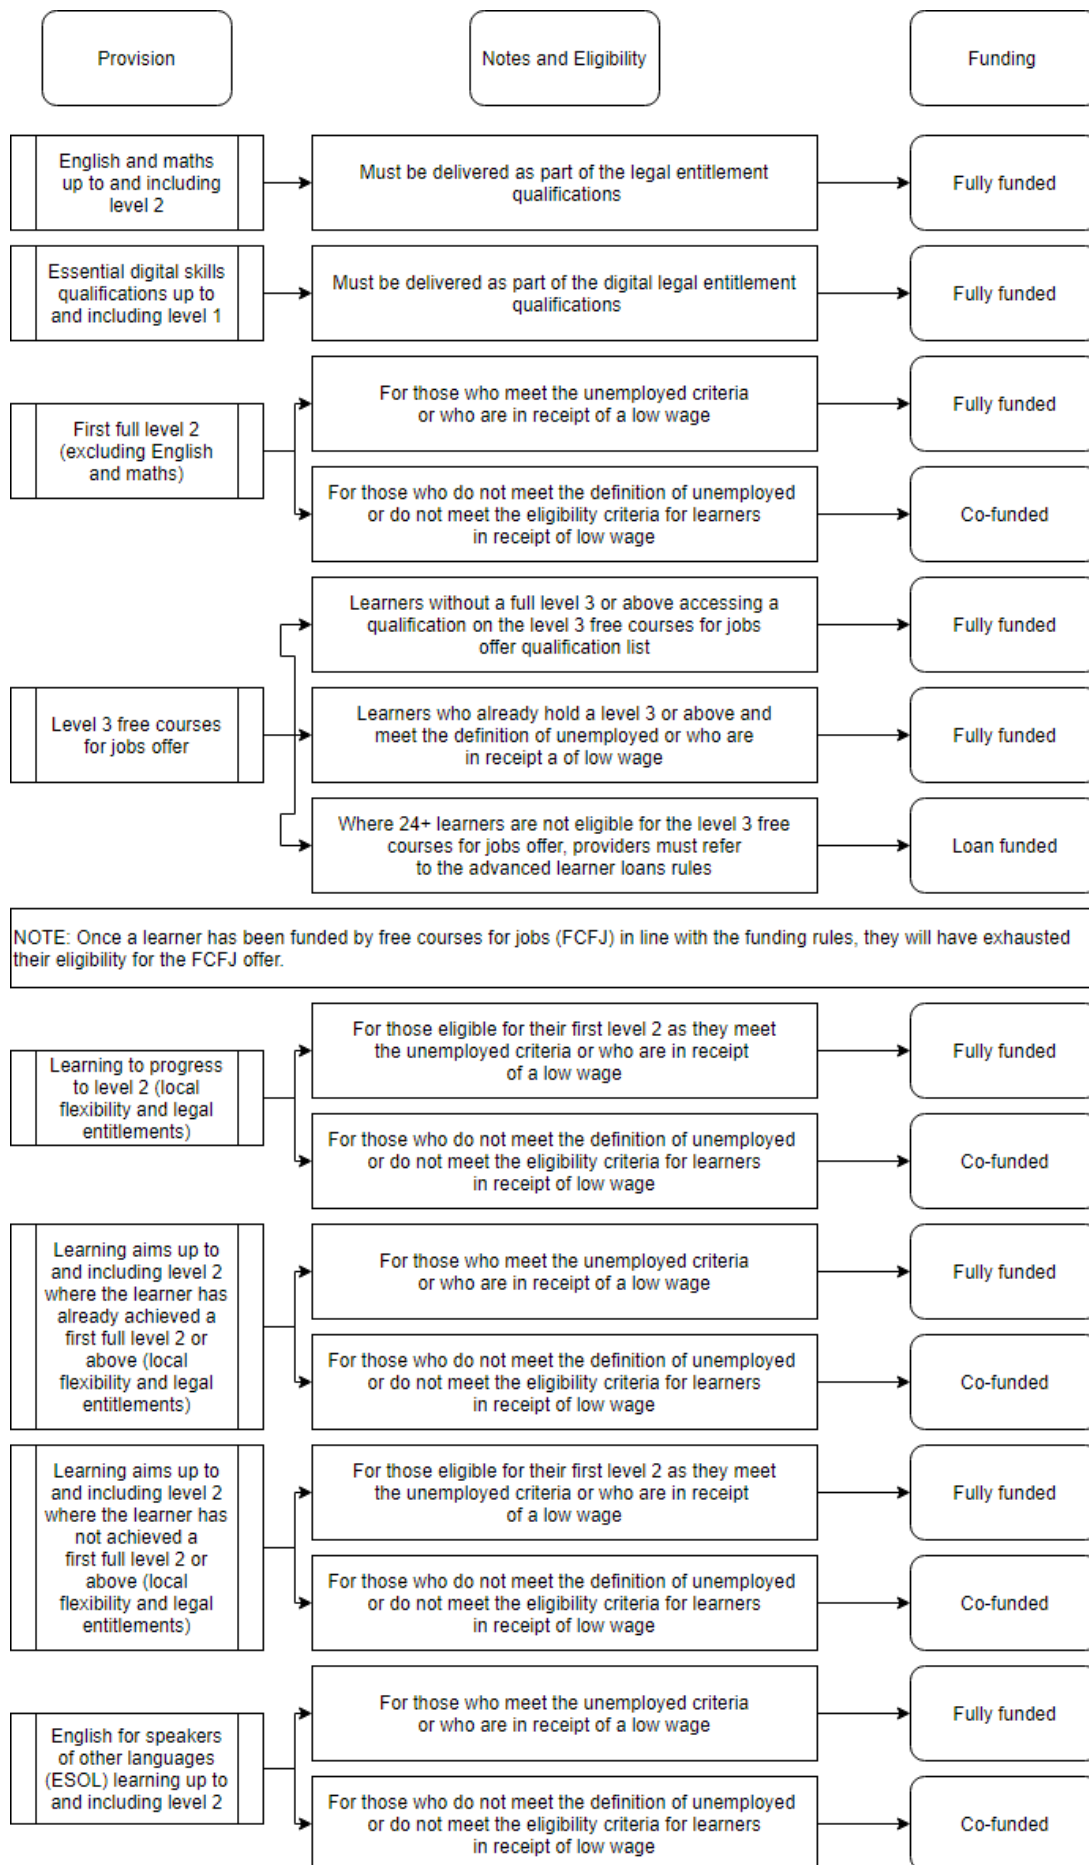 Provision
Notes and Eligibility
Funding
English and maths
up to and including
level 2
Must be delivered as part of the legal entitlement
qualifications
Fully funded
Essential digital skills
qualifications up to
and including level 1
Must be delivered as part of the digital legal entitlement
qualifications
Fully funded
First full level 2
(excluding English
and maths)
For those who meet the unemployed criteria
or who are in receipt of a low wage
Fully funded
For those who do not meet the definition of unemployed
or do not meet the eligibility criteria for learners
in receipt of low wage
Co-funded
Level 3 free courses
for jobs offer
Learners without a full level 3 or above accessing a
qualification on the level 3 free courses for jobs
offer qualification list
Fully funded
Learners who already hold a level 3 or above and
meet the definition of unemployed or who are
in receipt a of low wage
Fully funded
Where 24+ learners are not eligible for the level 3 free
courses for jobs offer, providers must refer
to the advanced learner loans rules
Loan funded
NOTE: Once a learner has been funded by free courses for jobs (FCFJ) in line with the funding rules, they will have exhausted
their eligibility for the FCFJ offer.
Learning to progress
to level 2 (local
flexibility and legal
entitlements)
For those eligible for their first level 2 as they meet
the unemployed criteria or who are in receipt
of a low wage
Fully funded
For those who do not meet the definition of unemployed
or do not meet the eligibility criteria for learners
in receipt of low wage
Co-funded
Learning aims up to
and including level 2
where the learner has
already achieved a
first full level 2 or
above (local
flexibility and legal
entitlements)
For those who meet the unemployed criteria
or who are in receipt of a low wage
Fully funded
For those who do not meet the definition of unemployed
or do not meet the eligibility criteria for learners
in receipt of low wage
Co-funded
Learning aims up to
and including level 2
where the learner has
not achieved a
first full level 2 or
above (local
flexibility and legal
entitlements)
For those eligible for their first level 2 as they meet
the unemployed criteria or who are in receipt
of a low wage
Fully funded
For those who do not meet the definition of unemployed
or do not meet the eligibility criteria for learners
in receipt of low wage
Co-funded
English for speakers
of other languages
(ESOL) learning up to
and including level 2
For those who meet the unemployed criteria
or who are in receipt of a low wage
Fully funded
For those who do not meet the definition of unemployed
or do not meet the eligibility criteria for learners
in receipt of low wage
Co-funded